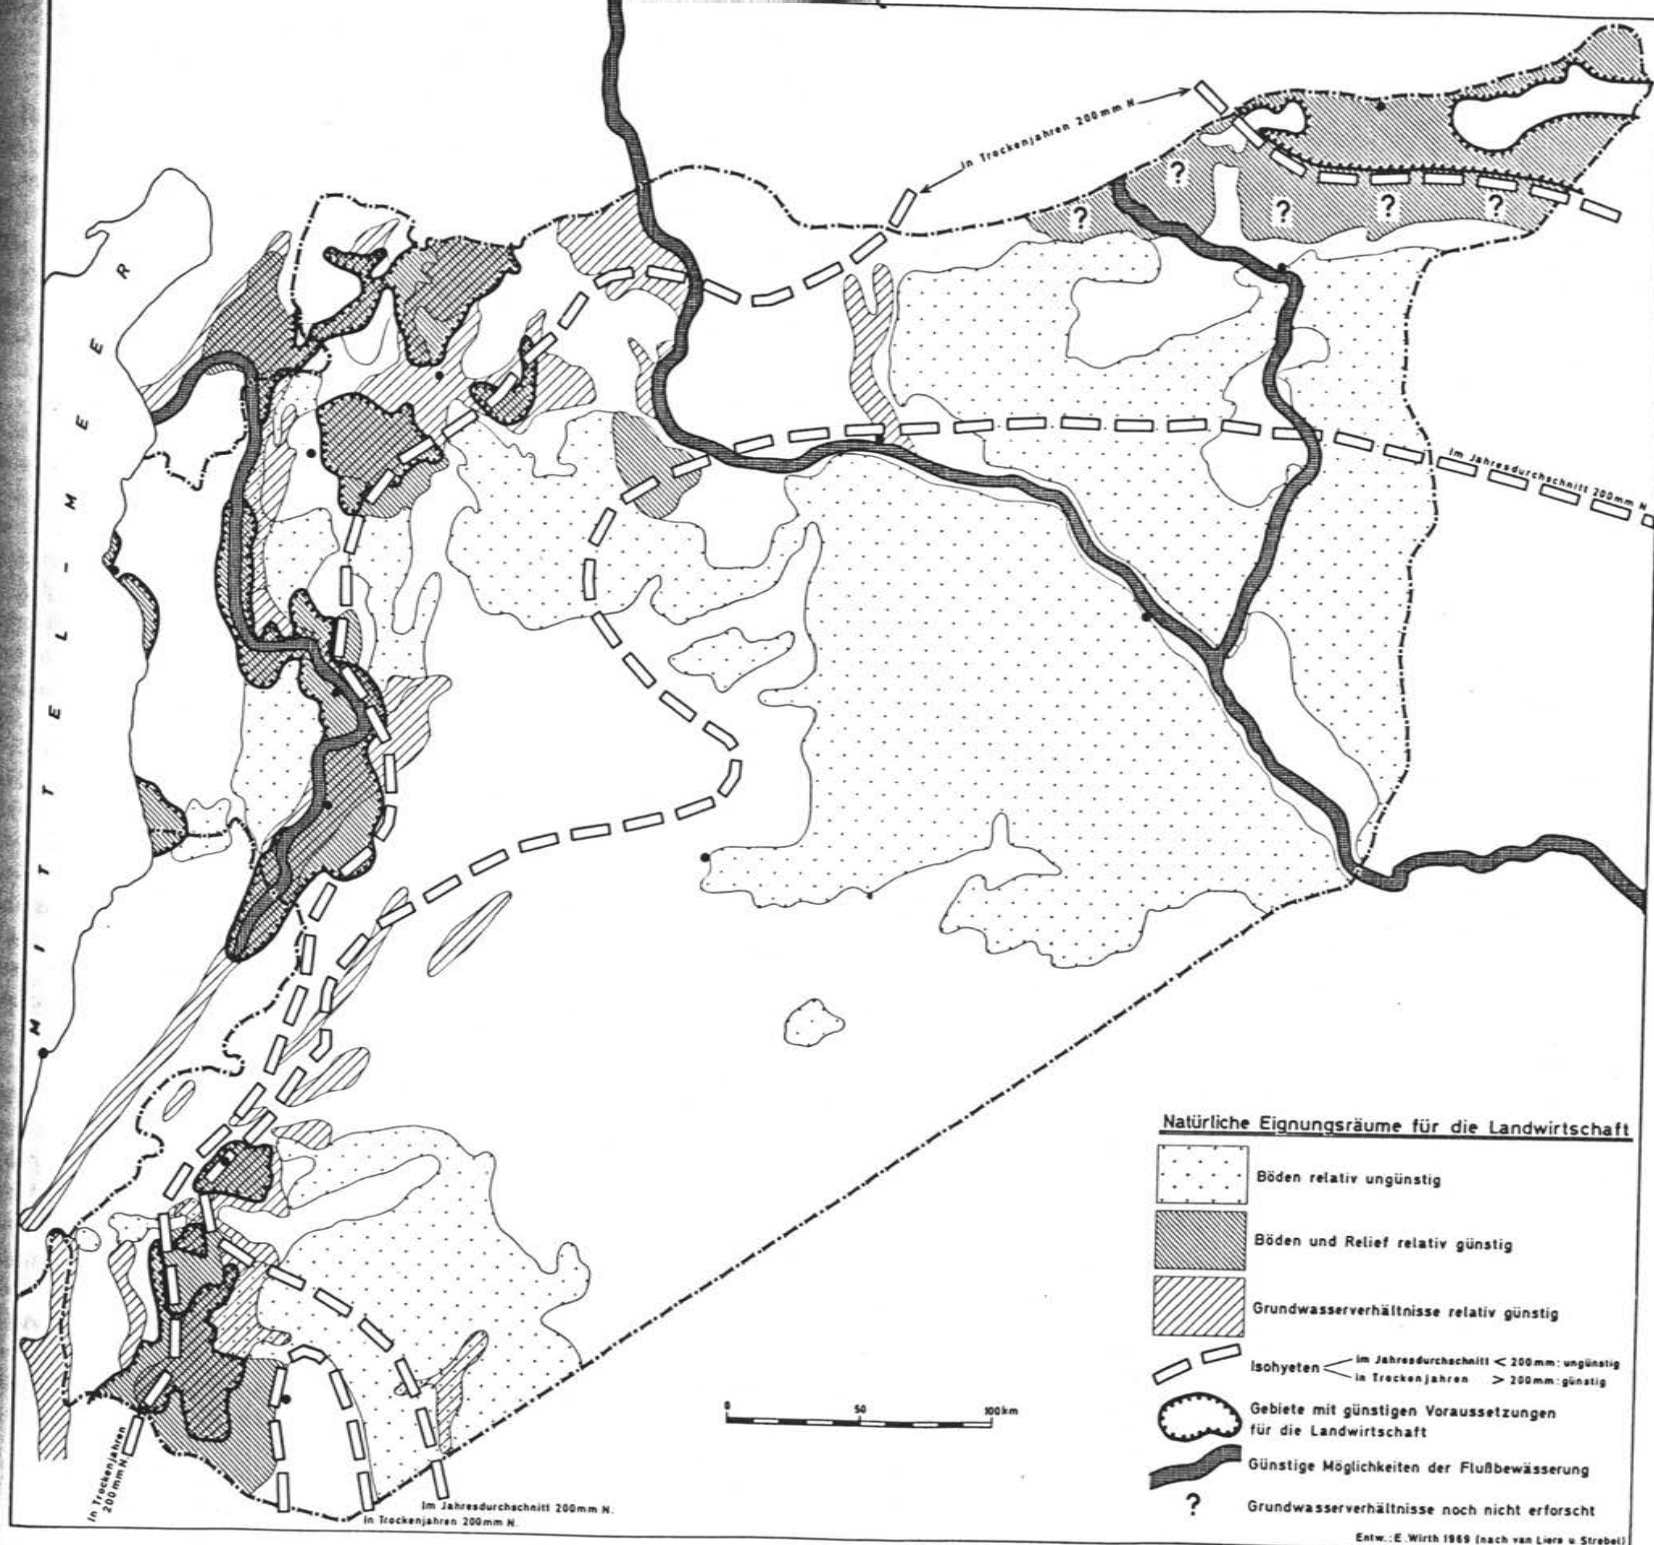 In Trockenjahren 200mm N
? ? ? ? ?
MITTEL-MEER
Im Jahresdurchschnitt 200mm N
Natürliche Eignungsräume für die Landwirtschaft
Böden relativ ungünstig
Böden und Relief relativ günstig
Grundwasserverhältnisse relativ günstig
Isohyeten
im Jahresdurchschnitt < 200mm: ungünstig
in Trockenjahren > 200mm: günstig
Gebiete mit günstigen Voraussetzungen
für die Landwirtschaft
Günstige Möglichkeiten der Flußbewässerung
? Grundwasserverhältnisse noch nicht erforscht
0 50 100km
In Trockenjahren
200mm N.
Im Jahresdurchschnitt 200mm N.
In Trockenjahren 200mm N.
Entw.: E. Wirth 1969 (nach van Liere u. Strebel)